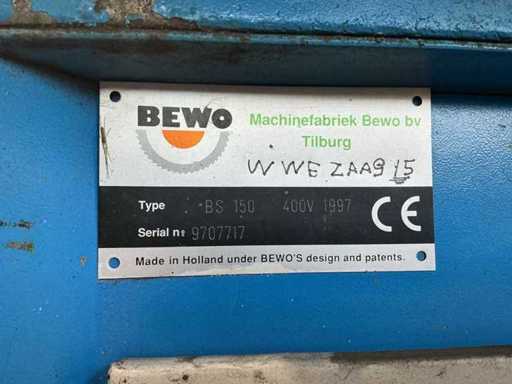 BEWO
Machinefabriek Bewo bv
Tilburg
WWE ZAAG 15
Type BS 150 400V 1997
CE
Serial nr 9707717
Made in Holland under BEWO'S design and patents.